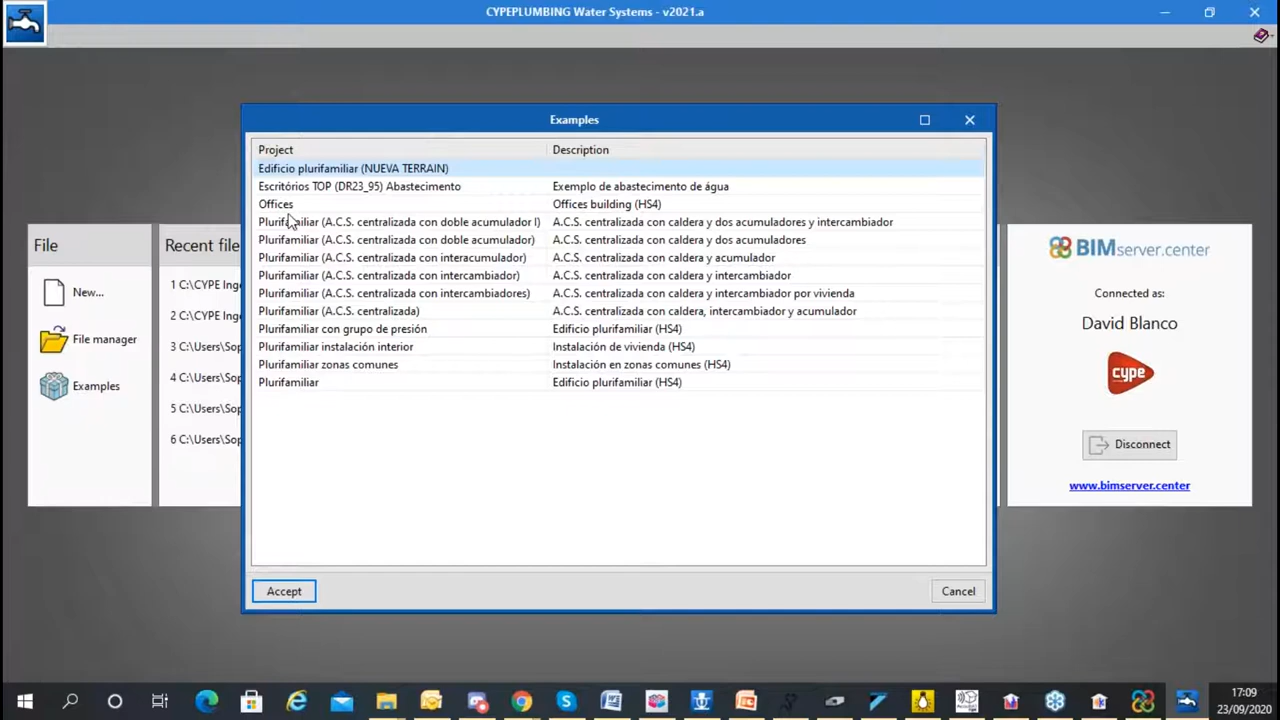 CYPEPLUMBING Water Systems - v2021.a
Examples
Project Description
Edificio plurifamiliar (NUEVA TERRAIN)
Escritórios TOP (DR23_95) Abastecimento Exemplo de abastecimento de água
Offices Offices building (HS4)
Plurifamiliar (A.C.S. centralizada con doble acumulador I) A.C.S. centralizada con caldera y dos acumuladores y intercambiador
Plurifamiliar (A.C.S. centralizada con doble acumulador) A.C.S. centralizada con caldera y dos acumuladores
Plurifamiliar (A.C.S. centralizada con interacumulador) A.C.S. centralizada con caldera y acumulador
Plurifamiliar (A.C.S. centralizada con intercambiador) A.C.S. centralizada con caldera y intercambiador
Plurifamiliar (A.C.S. centralizada con intercambiadores) A.C.S. centralizada con caldera y intercambiador por vivienda
Plurifamiliar (A.C.S. centralizada) A.C.S. centralizada con caldera, intercambiador y acumulador
Plurifamiliar con grupo de presión Edificio plurifamiliar (HS4)
Plurifamiliar instalación interior Instalación de vivienda (HS4)
Plurifamiliar zonas comunes Instalación en zonas comunes (HS4)
Plurifamiliar Edificio plurifamiliar (HS4)
Accept Cancel
File
New...
File manager
Examples
Recent file
1 C:\CYPE Inge
2 C:\CYPE Inge
3 C:\Users\Sop
4 C:\Users\Sop
5 C:\Users\Sop
6 C:\Users\Sop
BIMserver.center
Connected as:
David Blanco
cype
Disconnect
www.bimserver.center
17:09
23/09/2020